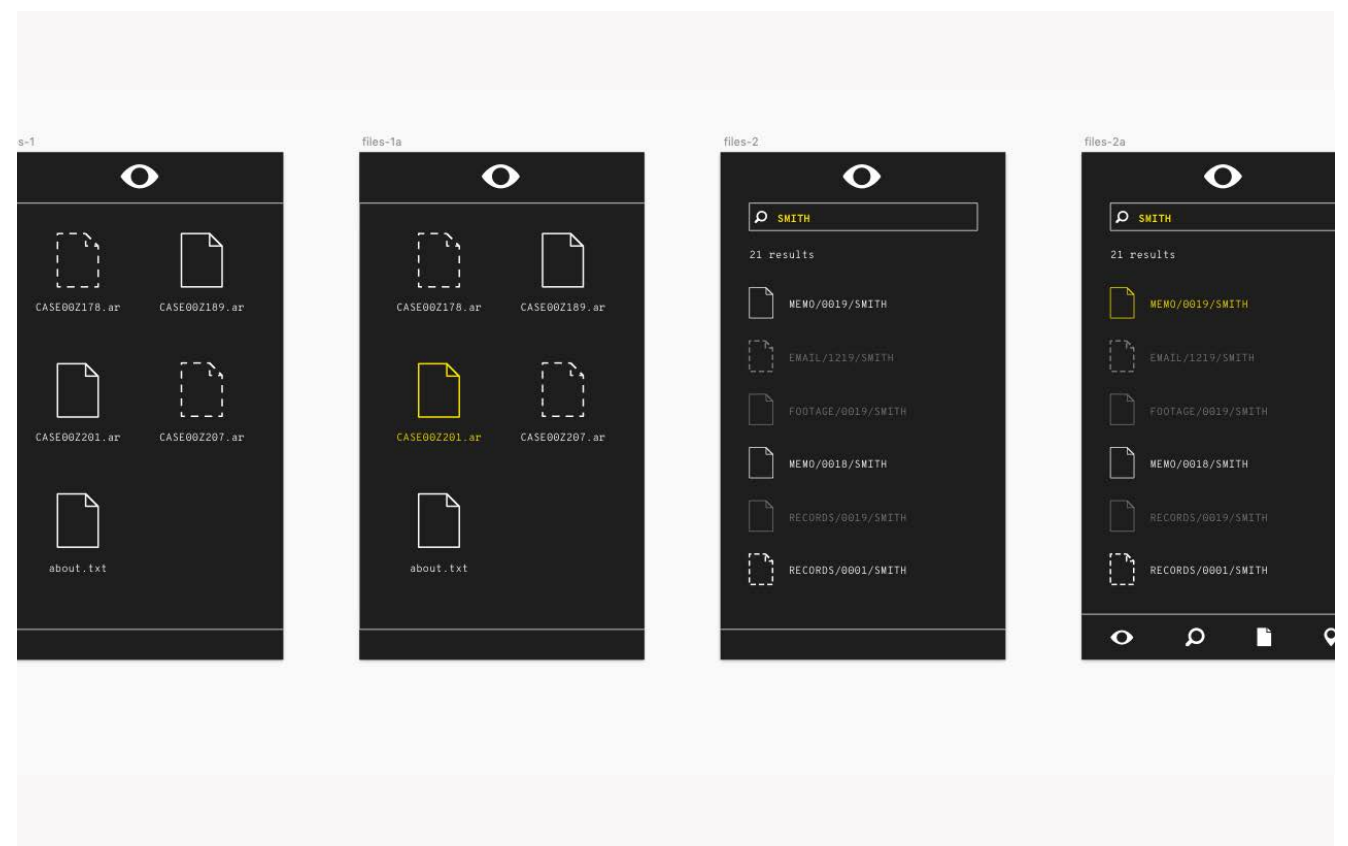 s-1
CASE00Z178.ar CASE00Z189.ar
CASE00Z201.ar CASE00Z207.ar
about.txt
files-1a
CASE00Z178.ar CASE00Z189.ar
CASE00Z201.ar CASE00Z207.ar
about.txt
files-2
SMITH
21 results
MEMO/0019/SMITH
EMAIL/1219/SMITH
FOOTAGE/0019/SMITH
MEMO/0018/SMITH
RECORDS/0019/SMITH
RECORDS/0001/SMITH
files-2a
SMITH
21 results
MEMO/0019/SMITH
EMAIL/1219/SMITH
FOOTAGE/0019/SMITH
MEMO/0018/SMITH
RECORDS/0019/SMITH
RECORDS/0001/SMITH